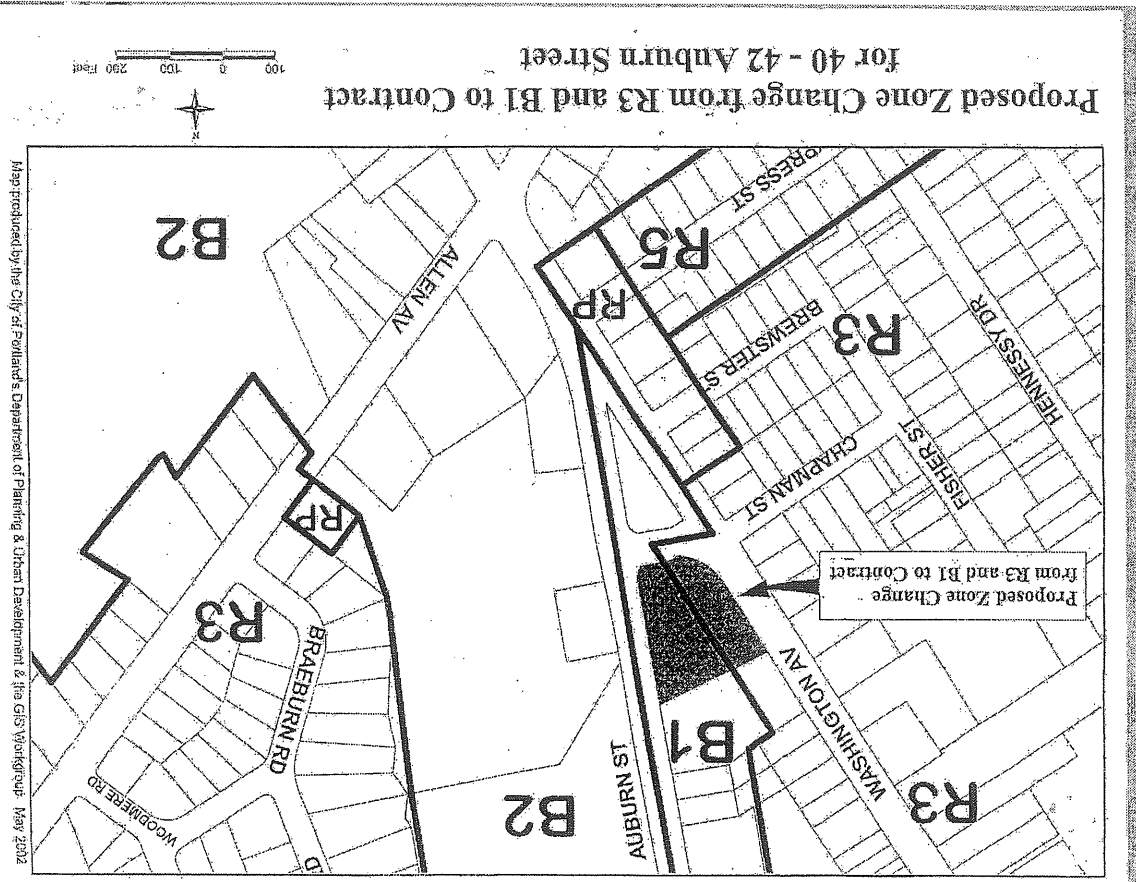 D
WOODMERE RD
R3
B2
AUBURN ST
WASHINGTON AV
B1
BRAEBURN RD
R3
Proposed Zone Change
from R3 and B1 to Contract
RP
CHAPMAN ST
FISHER ST
HENNESSY DR
BREWSTER ST
R3
RP
R5
ALLEN AV
B2
PRESS ST
N
Proposed Zone Change from R3 and B1 to Contract
for 40 - 42 Auburn Street
100 0 100 200 Feet
Map produced by the City of Portland's Department of Planning & Urban Development & the GIS Workgroup May 2002